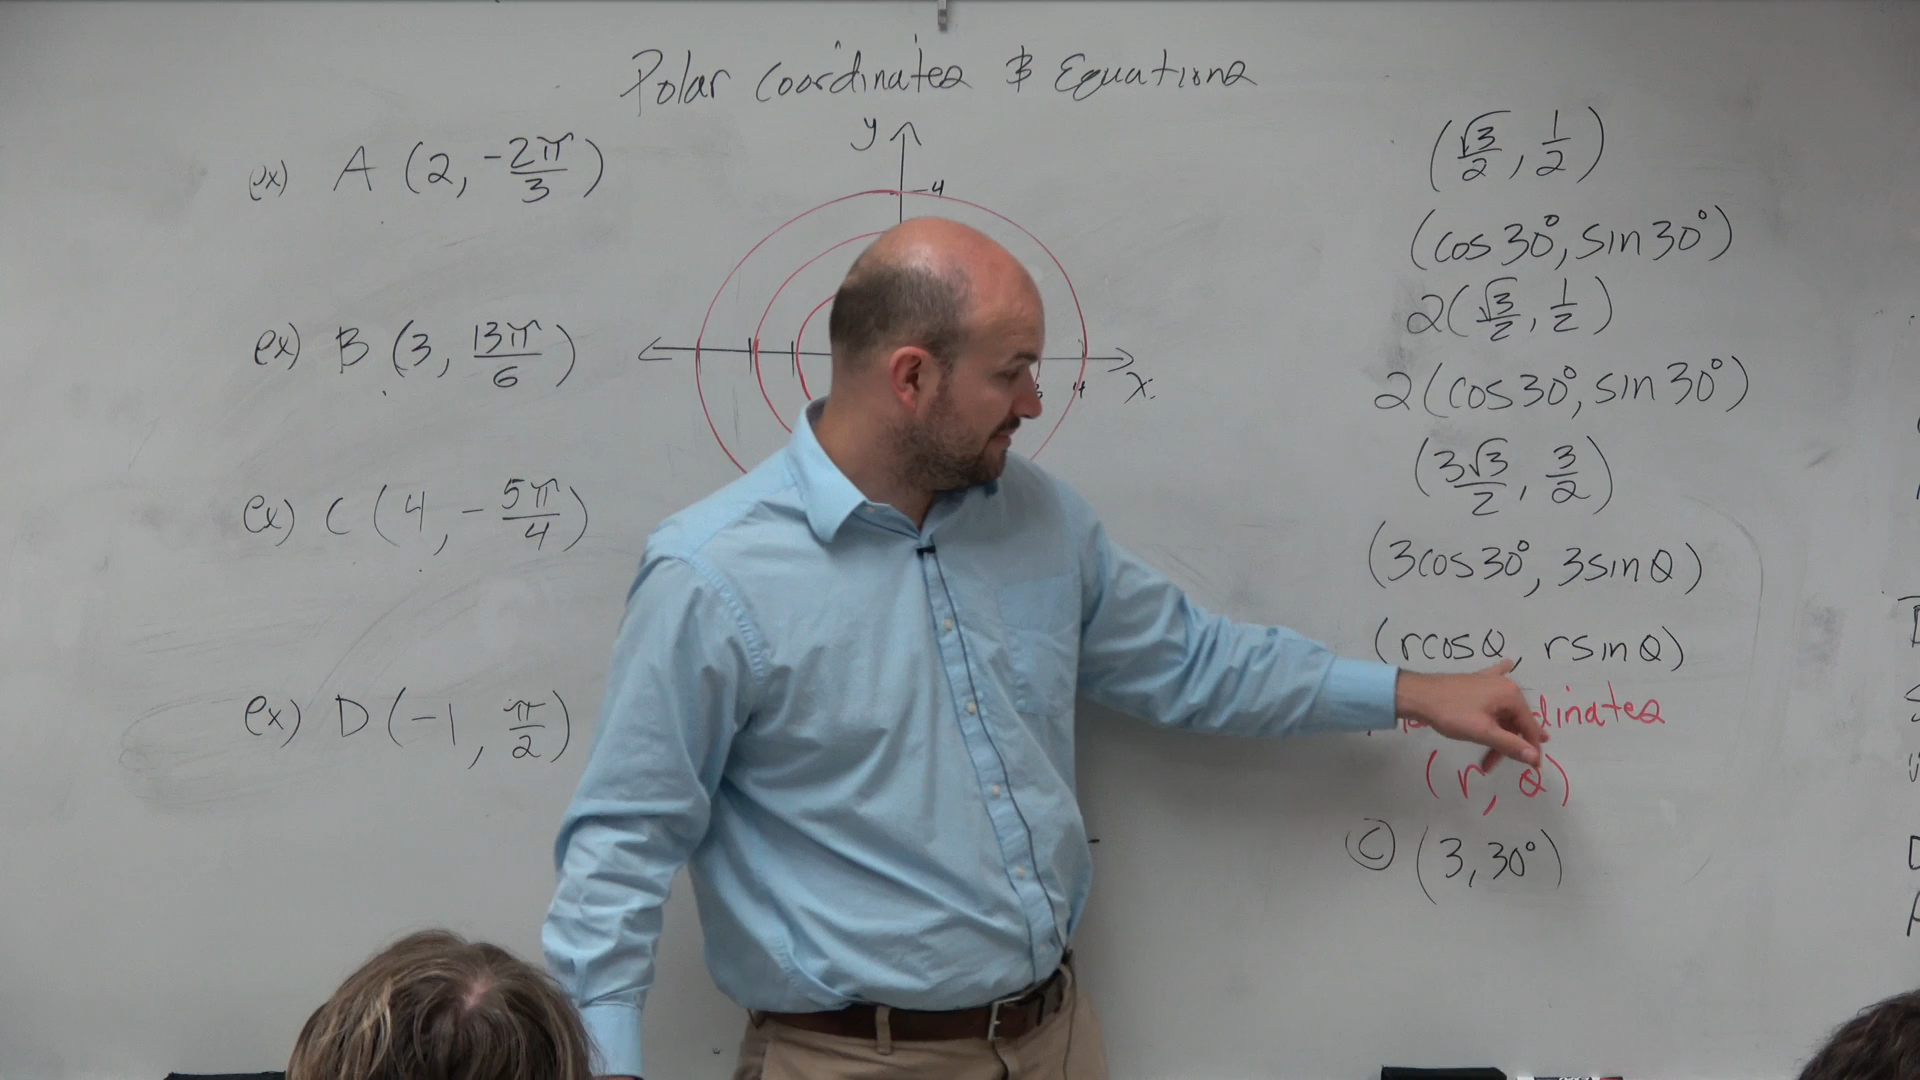 Polar Coordinates & Equations
ex) A (2, -2π/3)
ex) B (3, 13π/6)
ex) C (4, -5π/4)
ex) D (-1, π/2)
y
4
4
x
(√3/2, 1/2)
(cos 30°, sin 30°)
2(√3/2, 1/2)
2(cos 30°, sin 30°)
(3√3/2, 3/2)
(3cos 30°, 3sin θ)
(rcos θ, rsin θ)
(r, θ)
C (3, 30°)